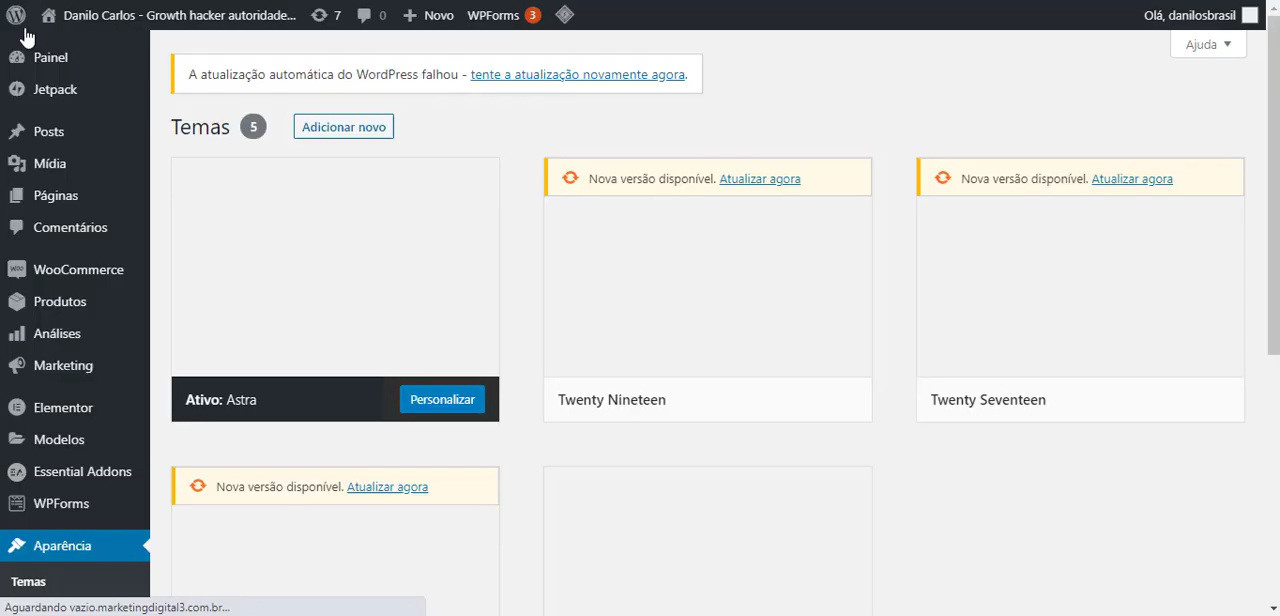 Danilo Carlos - Growth hacker autoridade... 7 0 Novo WPForms 3 Olá, danilosbrasil
Ajuda
Painel
Jetpack
Posts
Mídia
Páginas
Comentários
WOO WooCommerce
Produtos
Análises
Marketing
Elementor
Modelos
Essential Addons
WPForms
Aparência
Temas
A atualização automática do WordPress falhou - tente a atualização novamente agora.
Temas 5 Adicionar novo
Ativo: Astra Personalizar
Nova versão disponível. Atualizar agora
Twenty Nineteen
Nova versão disponível. Atualizar agora
Twenty Seventeen
Nova versão disponível. Atualizar agora
Aguardando vazio.marketingdigital3.com.br...